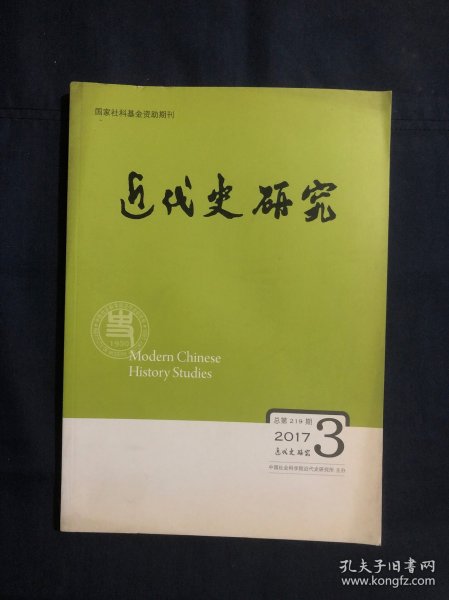 国家社科基金资助期刊
近代史研究
1950
Modern Chinese
History Studies
总第219期
2017
3
近代史研究
中国社会科学院近代史研究所 主办
孔夫子旧书网
www.kongfz.com